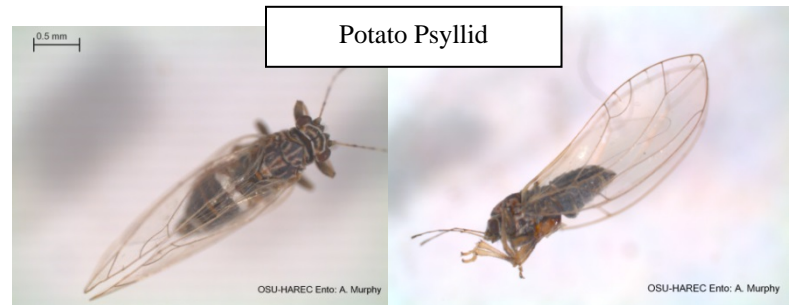 Potato Psyllid
0.5 mm
OSU-HAREC Ento: A. Murphy
OSU-HAREC Ento: A. Murphy